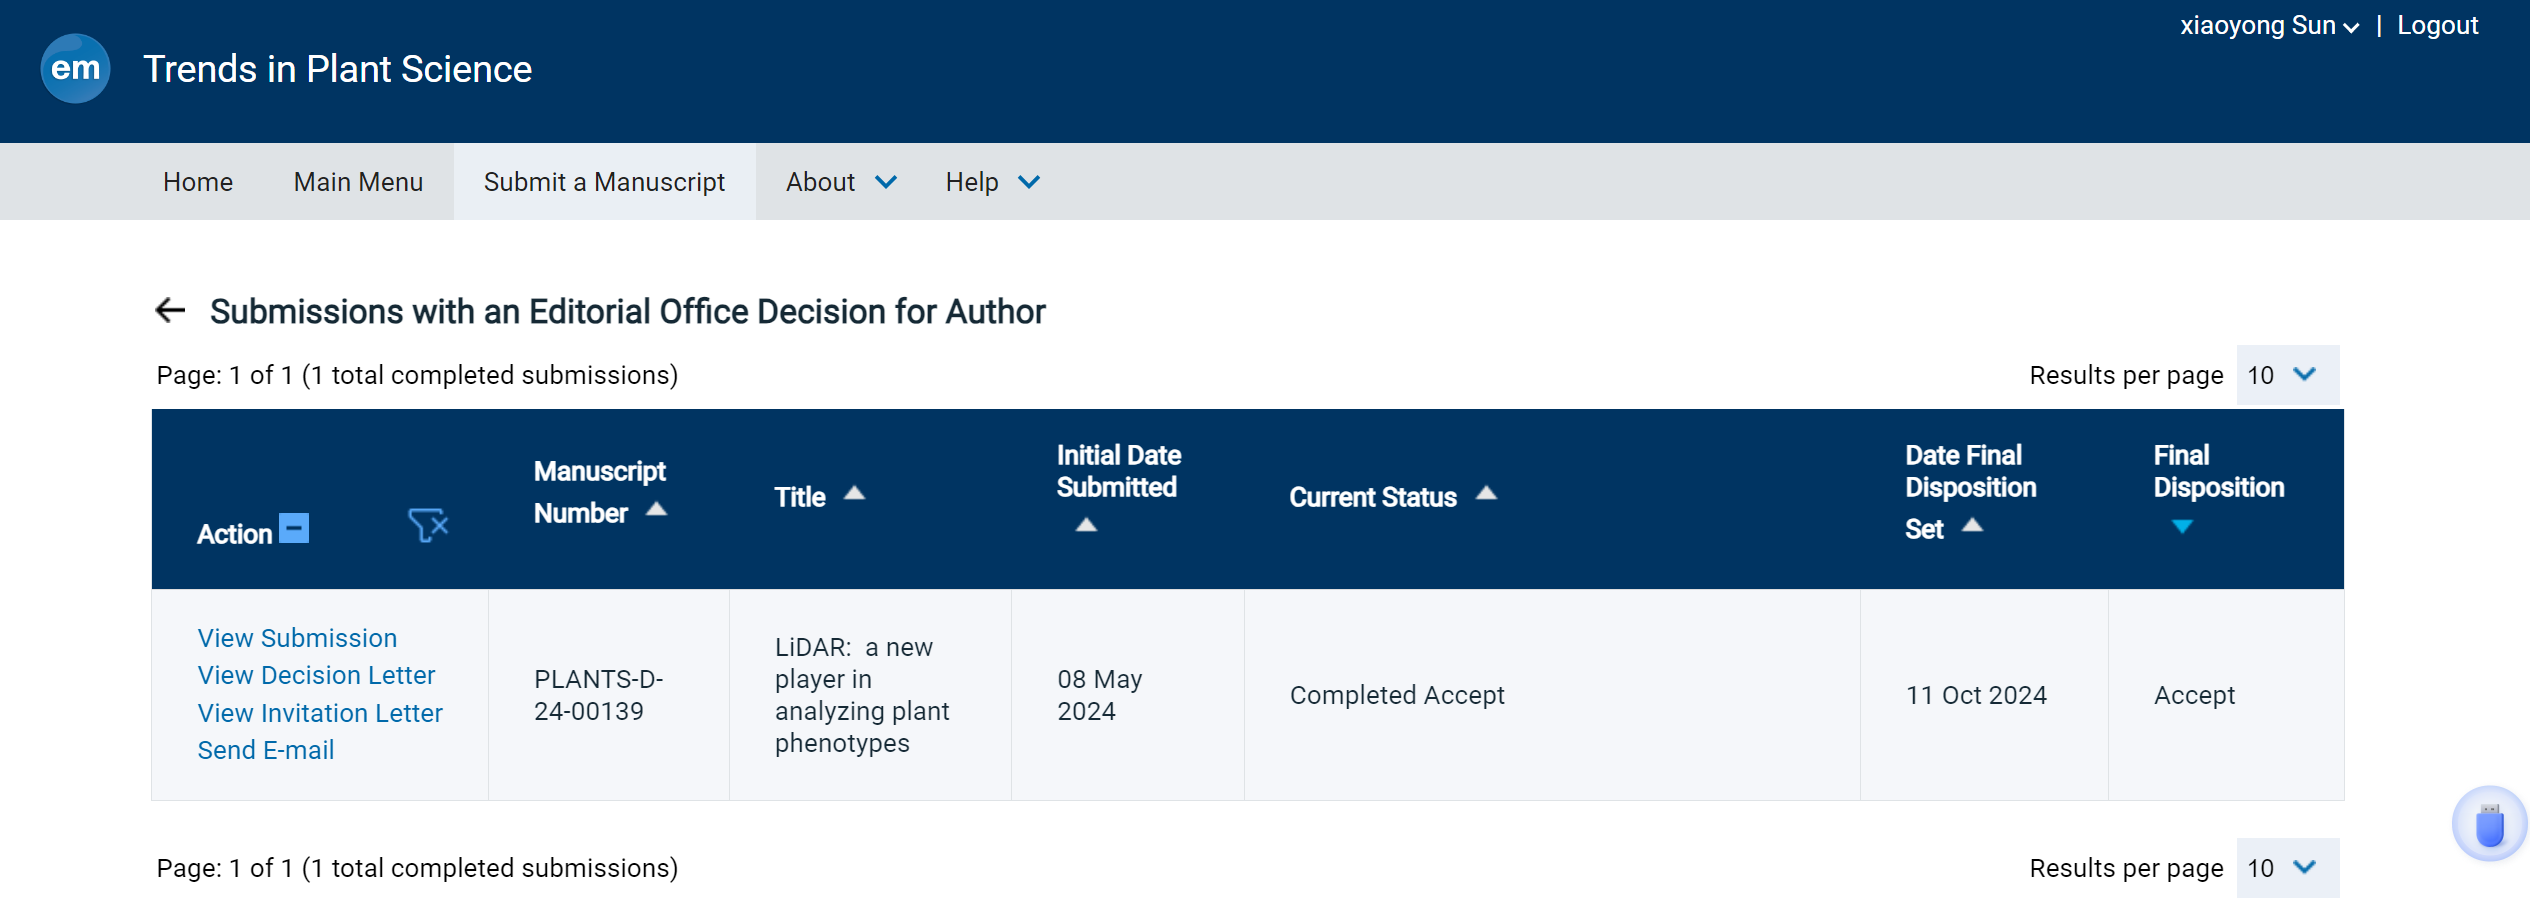 xiaoyong Sun | Logout
em Trends in Plant Science
Home Main Menu Submit a Manuscript About Help
Submissions with an Editorial Office Decision for Author
Page: 1 of 1 (1 total completed submissions) Results per page 10
Action
Manuscript
Number
Title
Initial Date
Submitted
Current Status
Date Final
Disposition
Set
Final
Disposition
View Submission
View Decision Letter
View Invitation Letter
Send E-mail
PLANTS-D-
24-00139
LiDAR:  a new
player in
analyzing plant
phenotypes
08 May
2024
Completed Accept
11 Oct 2024
Accept
Page: 1 of 1 (1 total completed submissions) Results per page 10